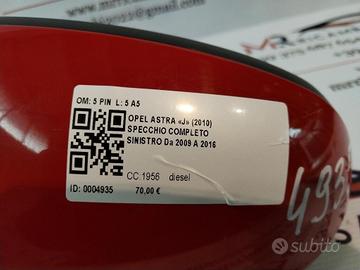 OM: 5 PIN L: 5 A5
OPEL ASTRA «J» (2010)
SPECCHIO COMPLETO
SINISTRO Da 2009 A 2016
CC 1956 diesel
ID: 0004935
70,00 €
493
subito